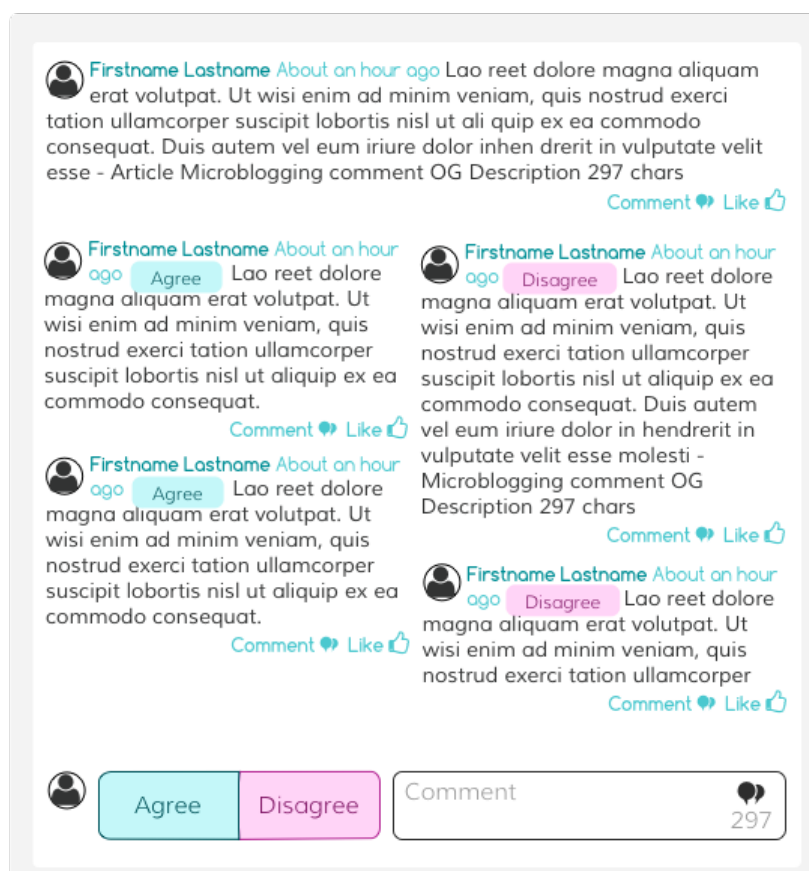 Firstname Lastname About an hour ago Lao reet dolore magna aliquam
erat volutpat. Ut wisi enim ad minim veniam, quis nostrud exerci
tation ullamcorper suscipit lobortis nisl ut ali quip ex ea commodo
consequat. Duis autem vel eum iriure dolor inhen drerit in vulputate velit
esse - Article Microblogging comment OG Description 297 chars
Comment Like
Firstname Lastname About an hour
ago Agree Lao reet dolore
magna aliquam erat volutpat. Ut
wisi enim ad minim veniam, quis
nostrud exerci tation ullamcorper
suscipit lobortis nisl ut aliquip ex ea
commodo consequat.
Comment Like
Firstname Lastname About an hour
ago Agree Lao reet dolore
magna aliquam erat volutpat. Ut
wisi enim ad minim veniam, quis
nostrud exerci tation ullamcorper
suscipit lobortis nisl ut aliquip ex ea
commodo consequat.
Comment Like
Firstname Lastname About an hour
ago Disagree Lao reet dolore
magna aliquam erat volutpat. Ut
wisi enim ad minim veniam, quis
nostrud exerci tation ullamcorper
suscipit lobortis nisl ut aliquip ex ea
commodo consequat. Duis autem
vel eum iriure dolor in hendrerit in
vulputate velit esse molesti -
Microblogging comment OG
Description 297 chars
Comment Like
Firstname Lastname About an hour
ago Disagree Lao reet dolore
magna aliquam erat volutpat. Ut
wisi enim ad minim veniam, quis
nostrud exerci tation ullamcorper
Comment Like
Agree Disagree Comment
297